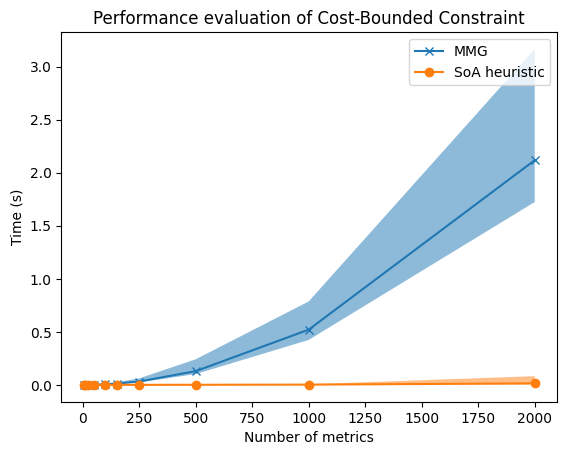 Performance evaluation of Cost-Bounded Constraint
MMG
SoA heuristic
3.0
2.5
2.0
1.5
1.0
0.5
0.0
Time (s)
0 250 500 750 1000 1250 1500 1750 2000
Number of metrics